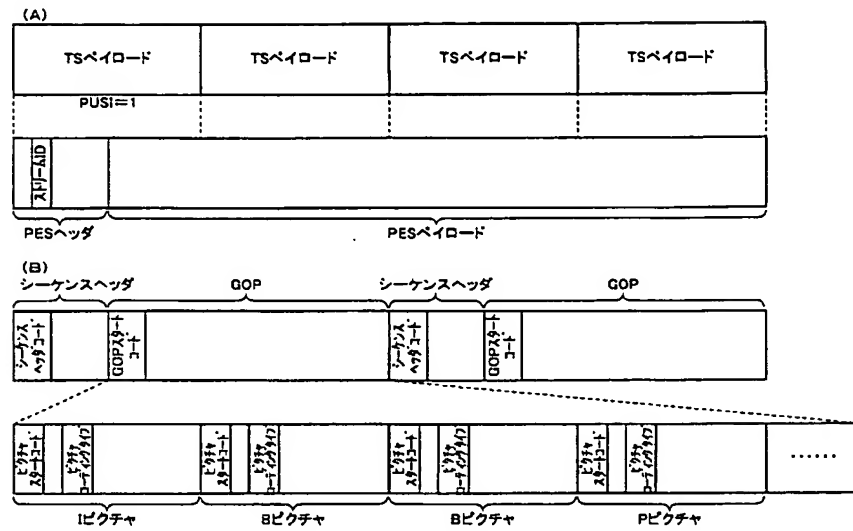 (A)
TSペイロード TSペイロード TSペイロード TSペイロード
PUSI=1
ストリームID
PESヘッダ PESペイロード
(B)
シーケンスヘッダ GOP シーケンスヘッダ GOP
シーケンス
ヘッダコード
GOPスタート
コード
シーケンス
ヘッダコード
GOPスタート
コード
ピクチャ
スタートコード
ピクチャ
コーディングタイプ
ピクチャ
スタートコード
ピクチャ
コーディングタイプ
ピクチャ
スタートコード
ピクチャ
コーディングタイプ
ピクチャ
スタートコード
ピクチャ
コーディングタイプ
……
Iピクチャ Bピクチャ Bピクチャ Pピクチャ